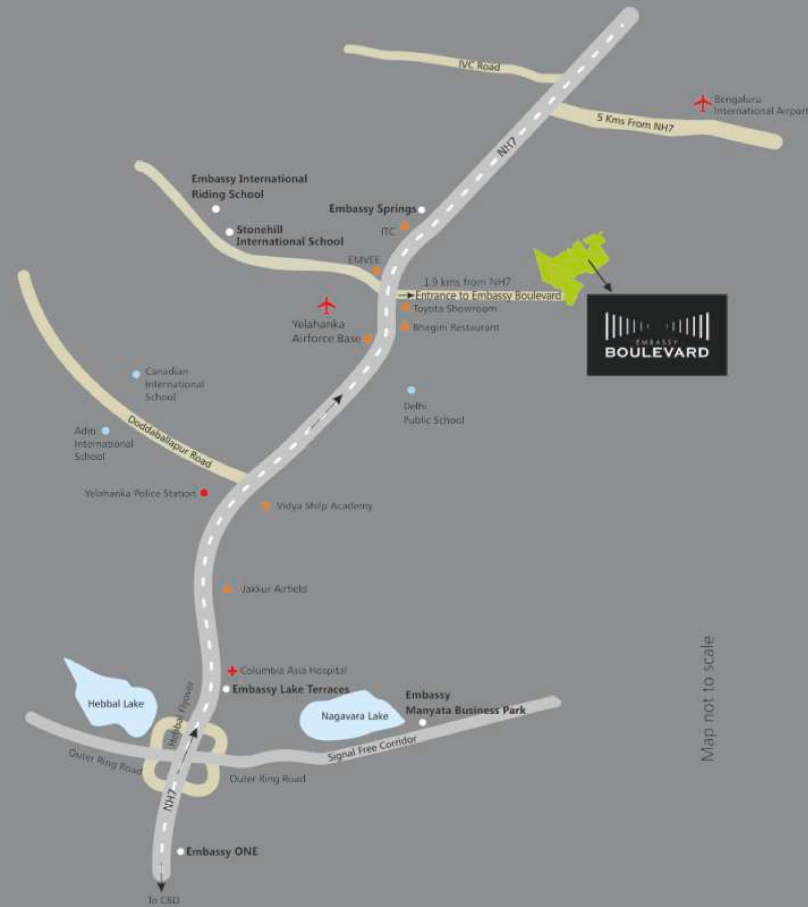 IVC Road
Bengaluru
International Airport
5 Kms From NH7
NH7
Embassy International
Riding School
Embassy Springs
Stonehill
International School
ITC
EMVEE
1.9 kms from NH7
Entrance to Embassy Boulevard
Toyota Showroom
Bhagini Restaurant
Yelahanka
Airforce Base
EMBASSY
BOULEVARD
Canadian
International
School
Delhi
Public School
Aditi
International
School
Doddaballapur Road
Yelahanka Police Station
Vidya Shilp Academy
Jakkur Airfield
Columbia Asia Hospital
Embassy Lake Terraces
Hebbal Lake
Hebbal Flyover
Nagavara Lake
Embassy
Manyata Business Park
Signal Free Corridor
Outer Ring Road
Outer Ring Road
NH7
Embassy ONE
To CBD
Map not to scale